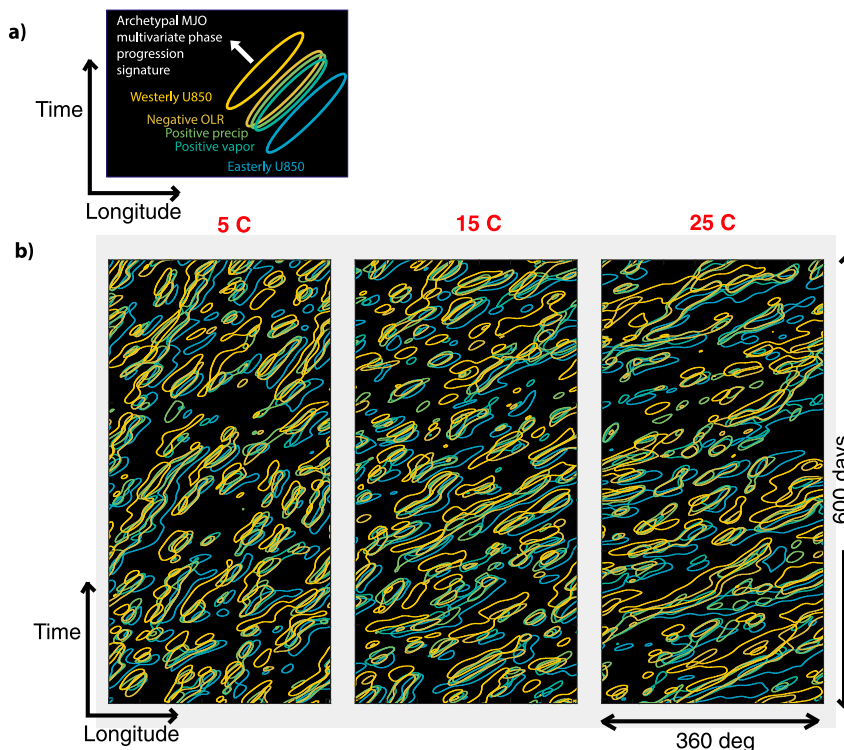 a)
Archetypal MJO
multivariate phase
progression
signature
Westerly U850
Negative OLR
Positive precip
Positive vapor
Easterly U850
Time
Longitude
5 C
15 C
25 C
b)
600 days
Time
Longitude
360 deg